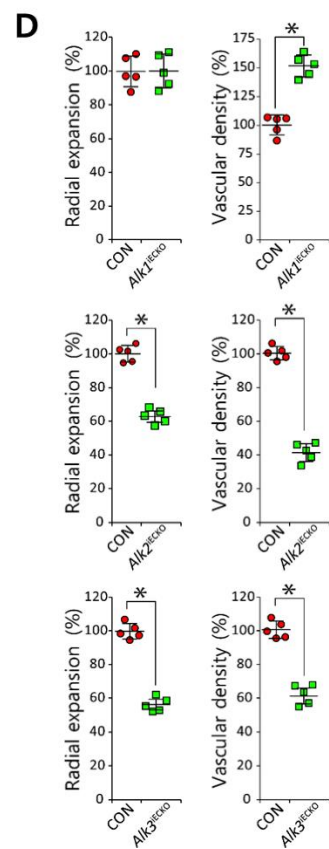 D
Radial expansion (%)
120
100
80
60
40
20
0
CON
Alk1iECKO
Vascular density (%)
175
150
125
100
75
50
25
0
*
CON
Alk1iECKO
Radial expansion (%)
120
100
80
60
40
20
0
*
CON
Alk2iECKO
Vascular density (%)
120
100
80
60
40
20
0
*
CON
Alk2iECKO
Radial expansion (%)
120
100
80
60
40
20
0
*
CON
Alk3iECKO
Vascular density (%)
120
100
80
60
40
20
0
*
CON
Alk3iECKO